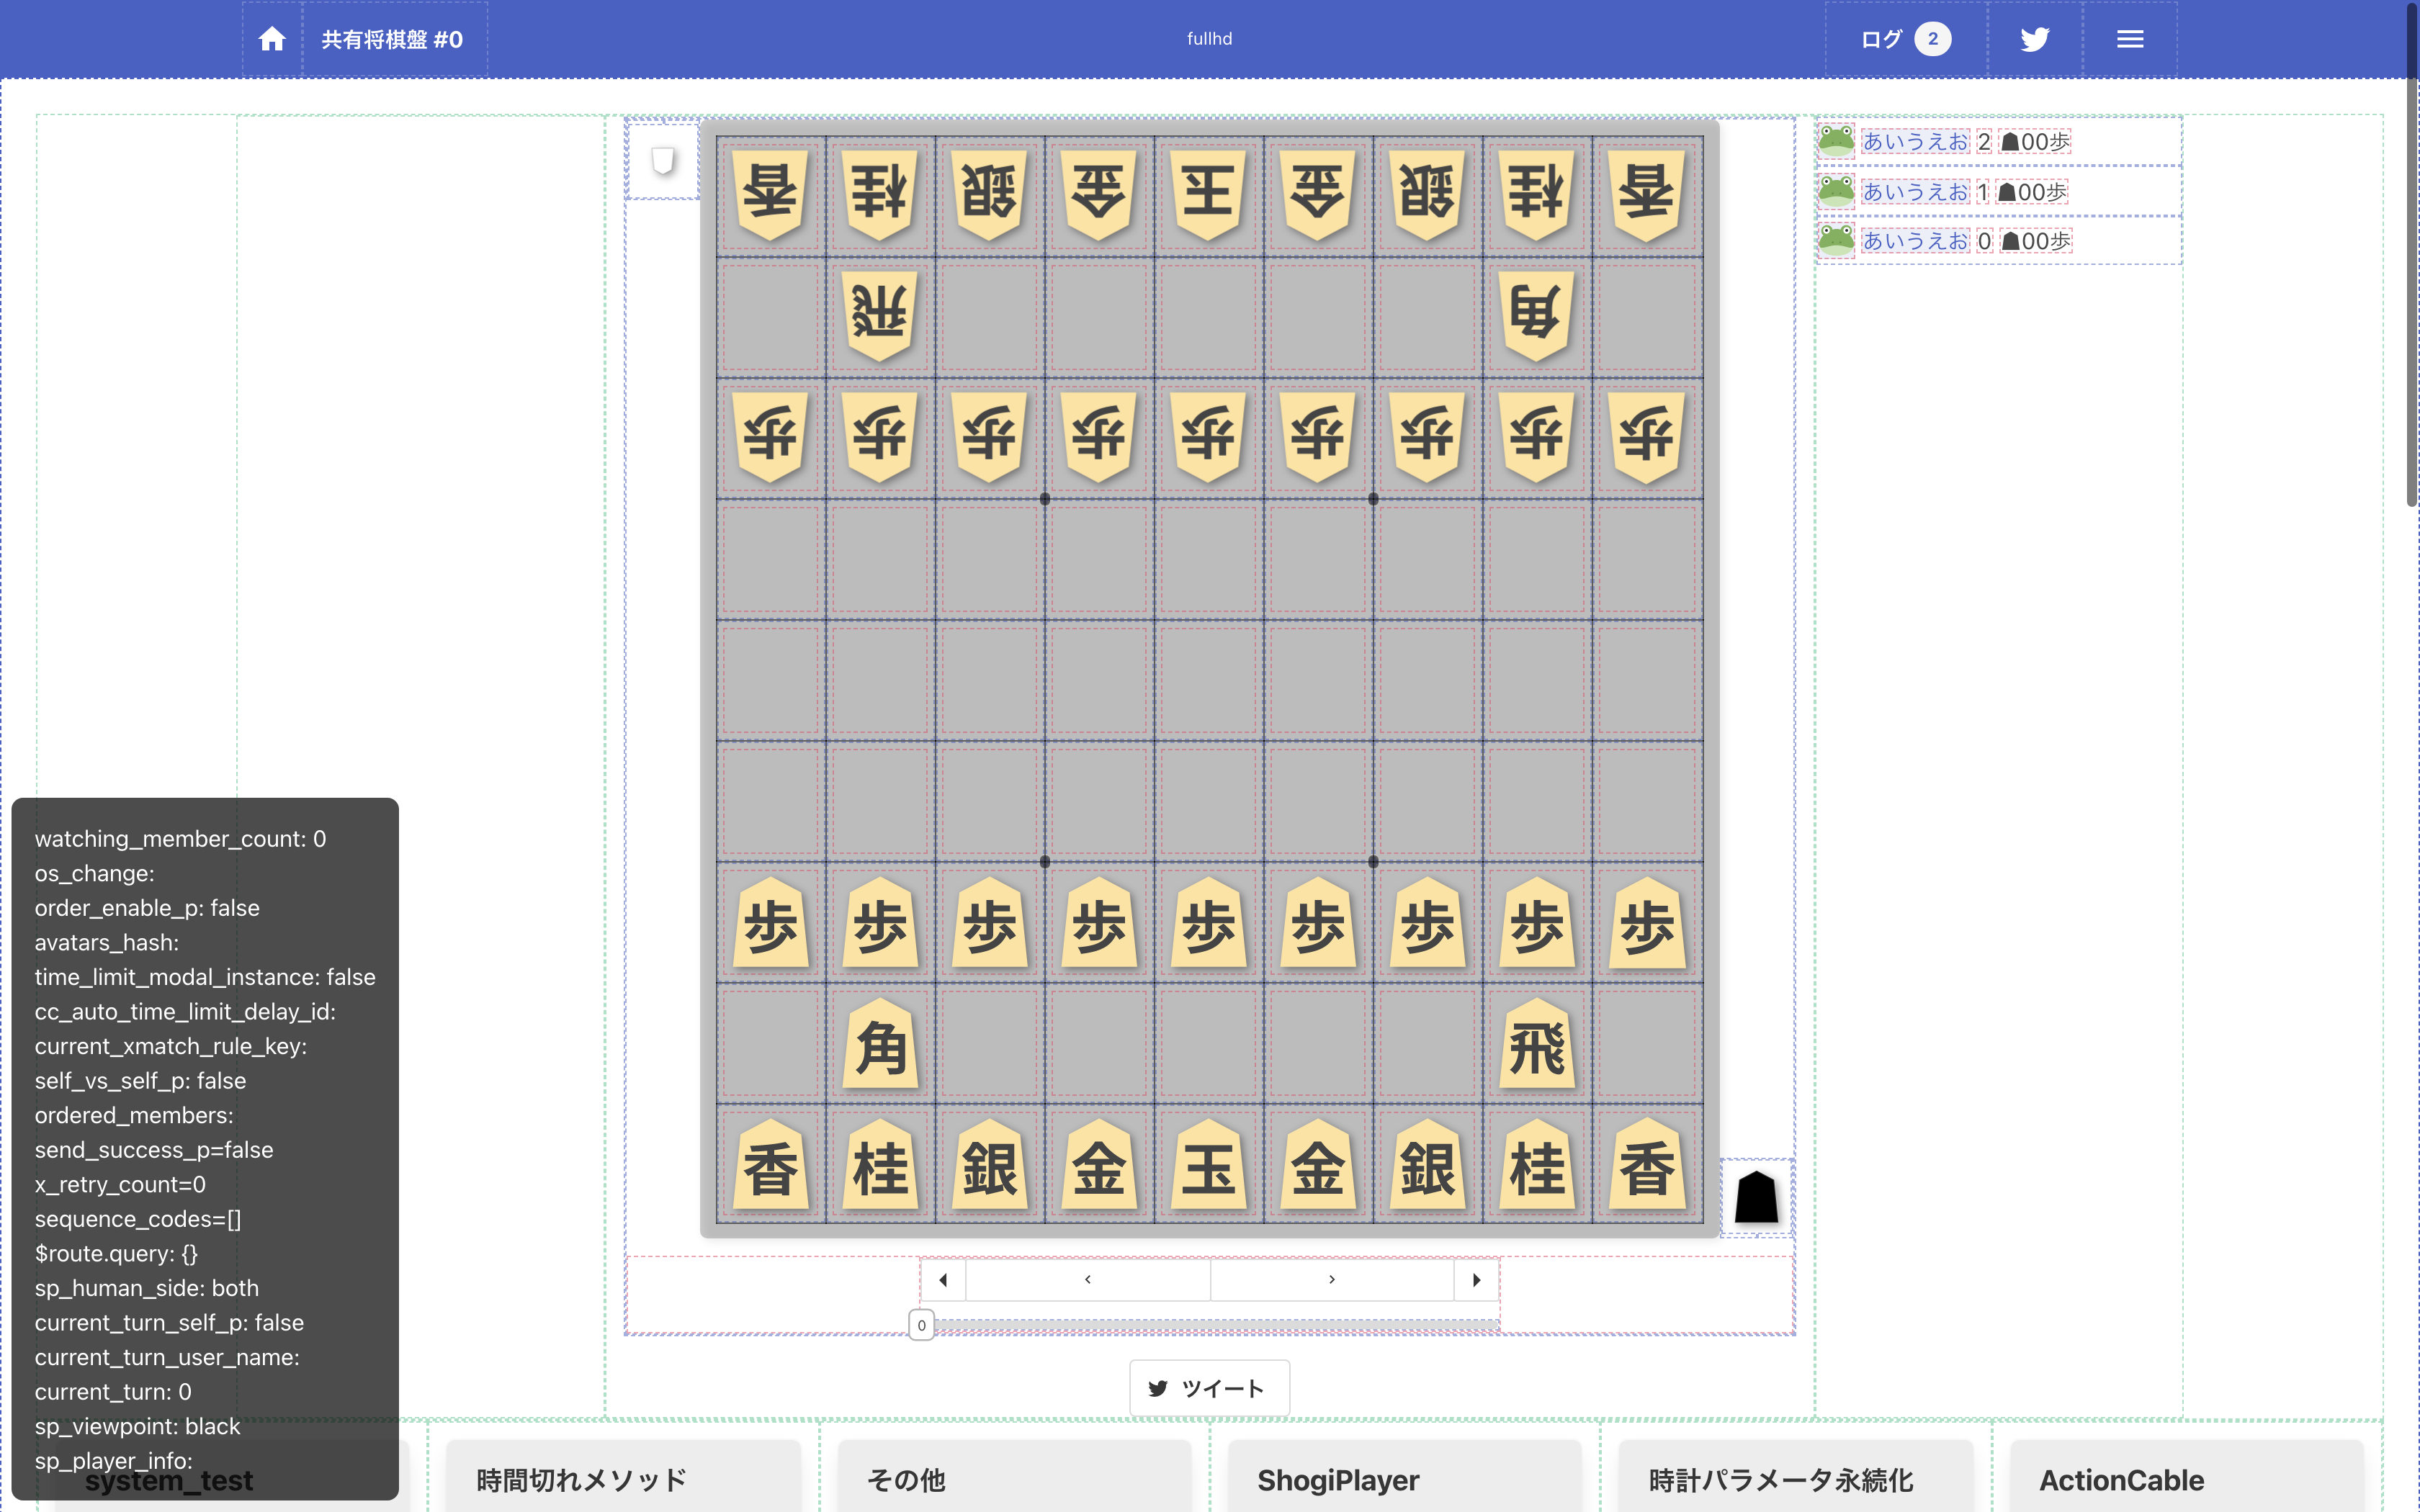 共有将棋盤 #0
fullhd
ログ 2
香 桂 銀 金 玉 金 銀 桂 香
飛 角
歩 歩 歩 歩 歩 歩 歩 歩 歩
歩 歩 歩 歩 歩 歩 歩 歩 歩
角 飛
香 桂 銀 金 玉 金 銀 桂 香
あいうえお 2 ☗00歩
あいうえお 1 ☗00歩
あいうえお 0 ☗00歩
0
ツイート
watching_member_count: 0
os_change:
order_enable_p: false
avatars_hash:
time_limit_modal_instance: false
cc_auto_time_limit_delay_id:
current_xmatch_rule_key:
self_vs_self_p: false
ordered_members:
send_success_p=false
x_retry_count=0
sequence_codes=[]
$route.query: {}
sp_human_side: both
current_turn_self_p: false
current_turn_user_name:
current_turn: 0
sp_viewpoint: black
sp_player_info:
system_test
時間切れメソッド
その他
ShogiPlayer
時計パラメータ永続化
ActionCable